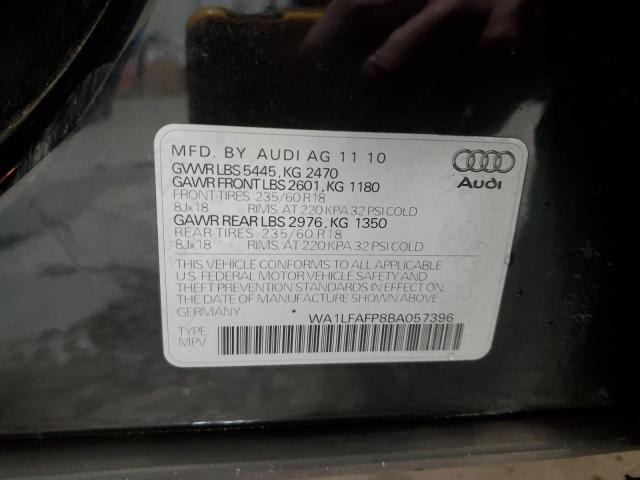 MFD. BY AUDI AG 11 10
GWWR LBS 5445, KG 2470
GAWR FRONT LBS 2601, KG 1180
FRONT-TIRES 235/60 R18
8Jx18 RIMS, AT 220 KPA 32 PSI COLD
GAWR REAR LBS 2976, KG 1350
REAR-TIRES 235/60 R18
8Jx18 RIMS, AT 220 KPA 32 PSI COLD
Audi
THIS VEHICLE CONFORMS TO ALL APPLICABLE
U.S. FEDERAL MOTOR VEHICLE SAFETY AND
THEFT PREVENTION STANDARDS IN EFFECT ON
THE DATE OF MANUFACTURE SHOWN ABOVE.
GERMANY WA1LFAFP8BA057396
TYPE
MPV